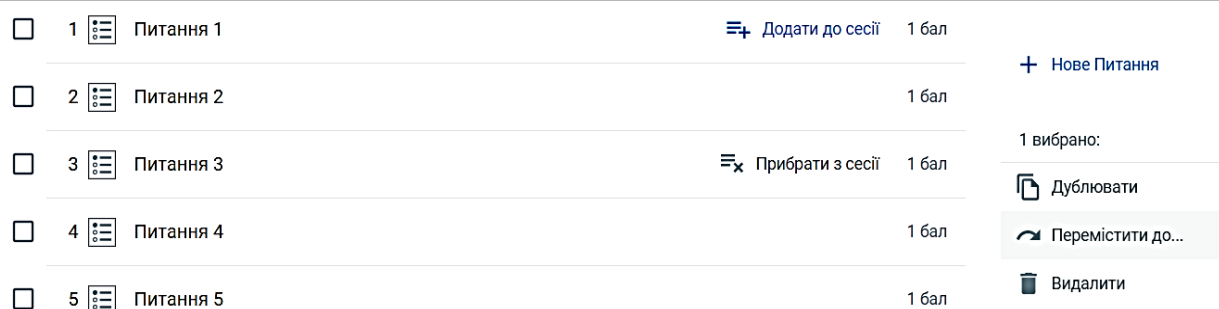 1 Питання 1 Додати до сесії 1 бал
Нове Питання
2 Питання 2 1 бал
1 вибрано:
3 Питання 3 Прибрати з сесії 1 бал
Дублювати
4 Питання 4 1 бал
Перемістити до...
Видалити
5 Питання 5 1 бал